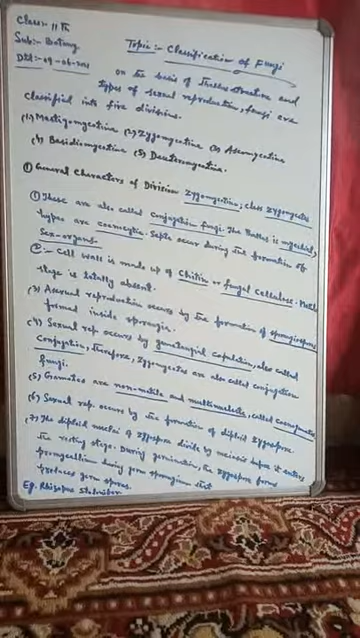 Class:- 11th
Sub:- Botany
Dtd:- 09-06-2021
Topic:- Classification of Fungi
on the basis of Thallus structure and
types of sexual reproduction, fungi are
classified into five divisions.
(1) Mastigomycotina (2) Zygomycotina (3) Ascomycotina
(4) Basidiomycotina (5) Deuteromycotina.
① General Characters of Division Zygomycotina; class Zygomycetes
① These are also called Conjugation fungi. The thallus is mycelial,
hyphae are coenocytic. Septa occur during the formation of
Sex-organs.
②:- Cell wall is made up of Chitin or fungal Cellulose. Motile
stage is totally absent.
(3) Asexual reproduction occurs by the formation of sporangiospores
formed inside sporangia.
(4) Sexual rep. occurs by gametangial copulation, also called
Conjugation, therefore, Zygomycetes are also called conjugation
fungi.
(5) Gametes are non-motile and multinucleate, called coenogametes
(6) Sexual rep. occurs by the formation of diploid zygospore.
(7) The diploid nuclei of zygospore divide by meiosis before it enters
the resting stage. During germination, the zygospore forms
promycelium during germ sporangium that
produces germ spores.
Eg. Rhizopus stolonifer